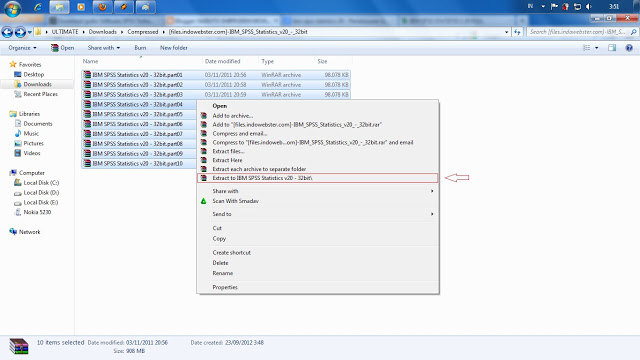 IN
3:51
ULTIMATE ▸ Downloads ▸ Compressed ▸ [files.indowebster.com]-IBM_SPSS_Statistics_v20_-_32bit
Search [files.indowebster.com]-IBM_S...
Organize
Open
Share with
Burn
New folder
Favorites
Desktop
Downloads
Recent Places
Libraries
Documents
Music
Pictures
Videos
Computer
Local Disk (C:)
Local Disk (D:)
Local Disk (E:)
Nokia 5230
Network
Name
Date modified
Type
Size
IBM SPSS Statistics v20 - 32bit.part01 03/11/2011 20:56 WinRAR archive 98.078 KB
IBM SPSS Statistics v20 - 32bit.part02 03/11/2011 20:58 WinRAR archive 98.078 KB
IBM SPSS Statistics v20 - 32bit.part03 03/11/2011 20:59 WinRAR archive 98.078 KB
IBM SPSS Statistics v20 - 32bit.part04
IBM SPSS Statistics v20 - 32bit.part05
IBM SPSS Statistics v20 - 32bit.part06
IBM SPSS Statistics v20 - 32bit.part07
IBM SPSS Statistics v20 - 32bit.part08
IBM SPSS Statistics v20 - 32bit.part09
IBM SPSS Statistics v20 - 32bit.part10
Open
Add to archive...
Add to "[files.indowebster.com]-IBM_SPSS_Statistics_v20_-_32bit.rar"
Compress and email...
Compress to "[files.indoweb...om]-IBM_SPSS_Statistics_v20_-_32bit.rar" and email
Extract files...
Extract Here
Extract each archive to separate folder
Extract to IBM SPSS Statistics v20 - 32bit\
Share with
Scan With Smadav
Send to
Cut
Copy
Create shortcut
Delete
Rename
Properties
10 items selected
Date modified: 03/11/2011 20:56
Date created: 23/09/2012 3:48
Size: 908 MB